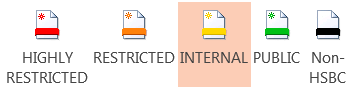 HIGHLY RESTRICTED
RESTRICTED
INTERNAL
PUBLIC
Non-HSBC